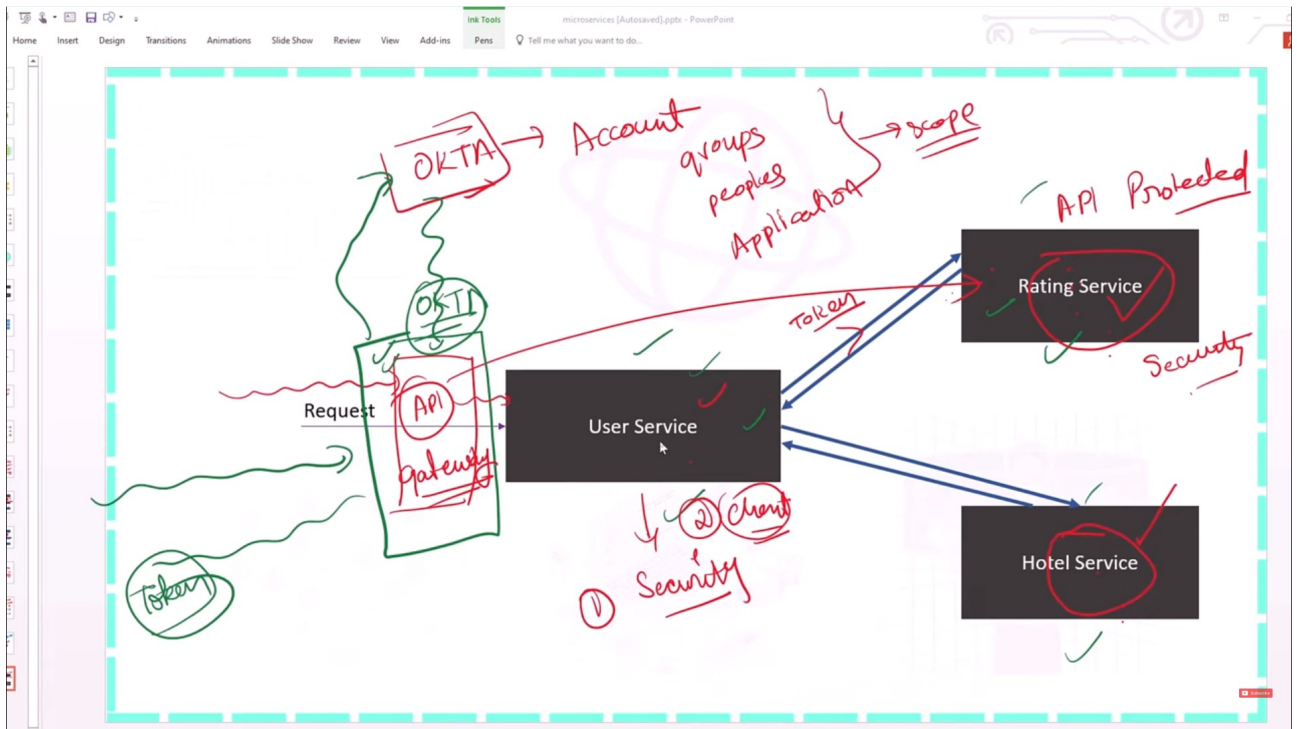 Ink Tools
microservices [Autosaved].pptx - PowerPoint
Home Insert Design Transitions Animations Slide Show Review View Add-ins Pens Tell me what you want to do...
OKTA
Account
groups
peoples
Application
scope
API Protected
OKTA
Rating Service
Token
Security
Request
API
Gateway
User Service
② Client
① Security
Hotel Service
Token